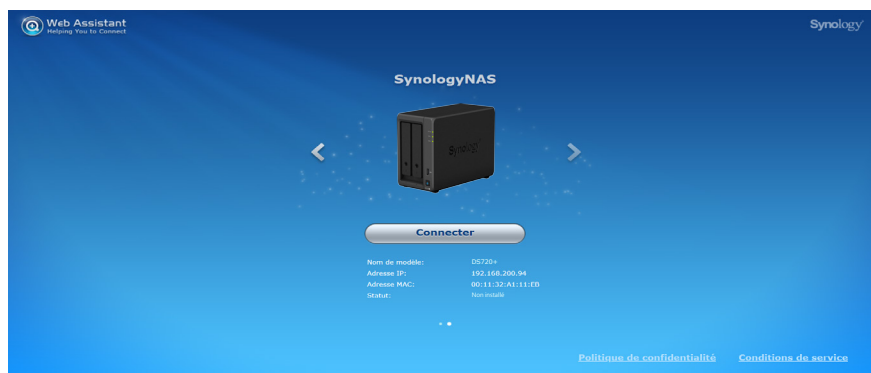 Web Assistant
Helping You to Connect
Synology
SynologyNAS
Synology
Connecter
Nom de modèle: DS720+
Adresse IP: 192.168.200.94
Adresse MAC: 00:11:32:A1:11:EB
Statut: Non installé
Politique de confidentialité Conditions de service